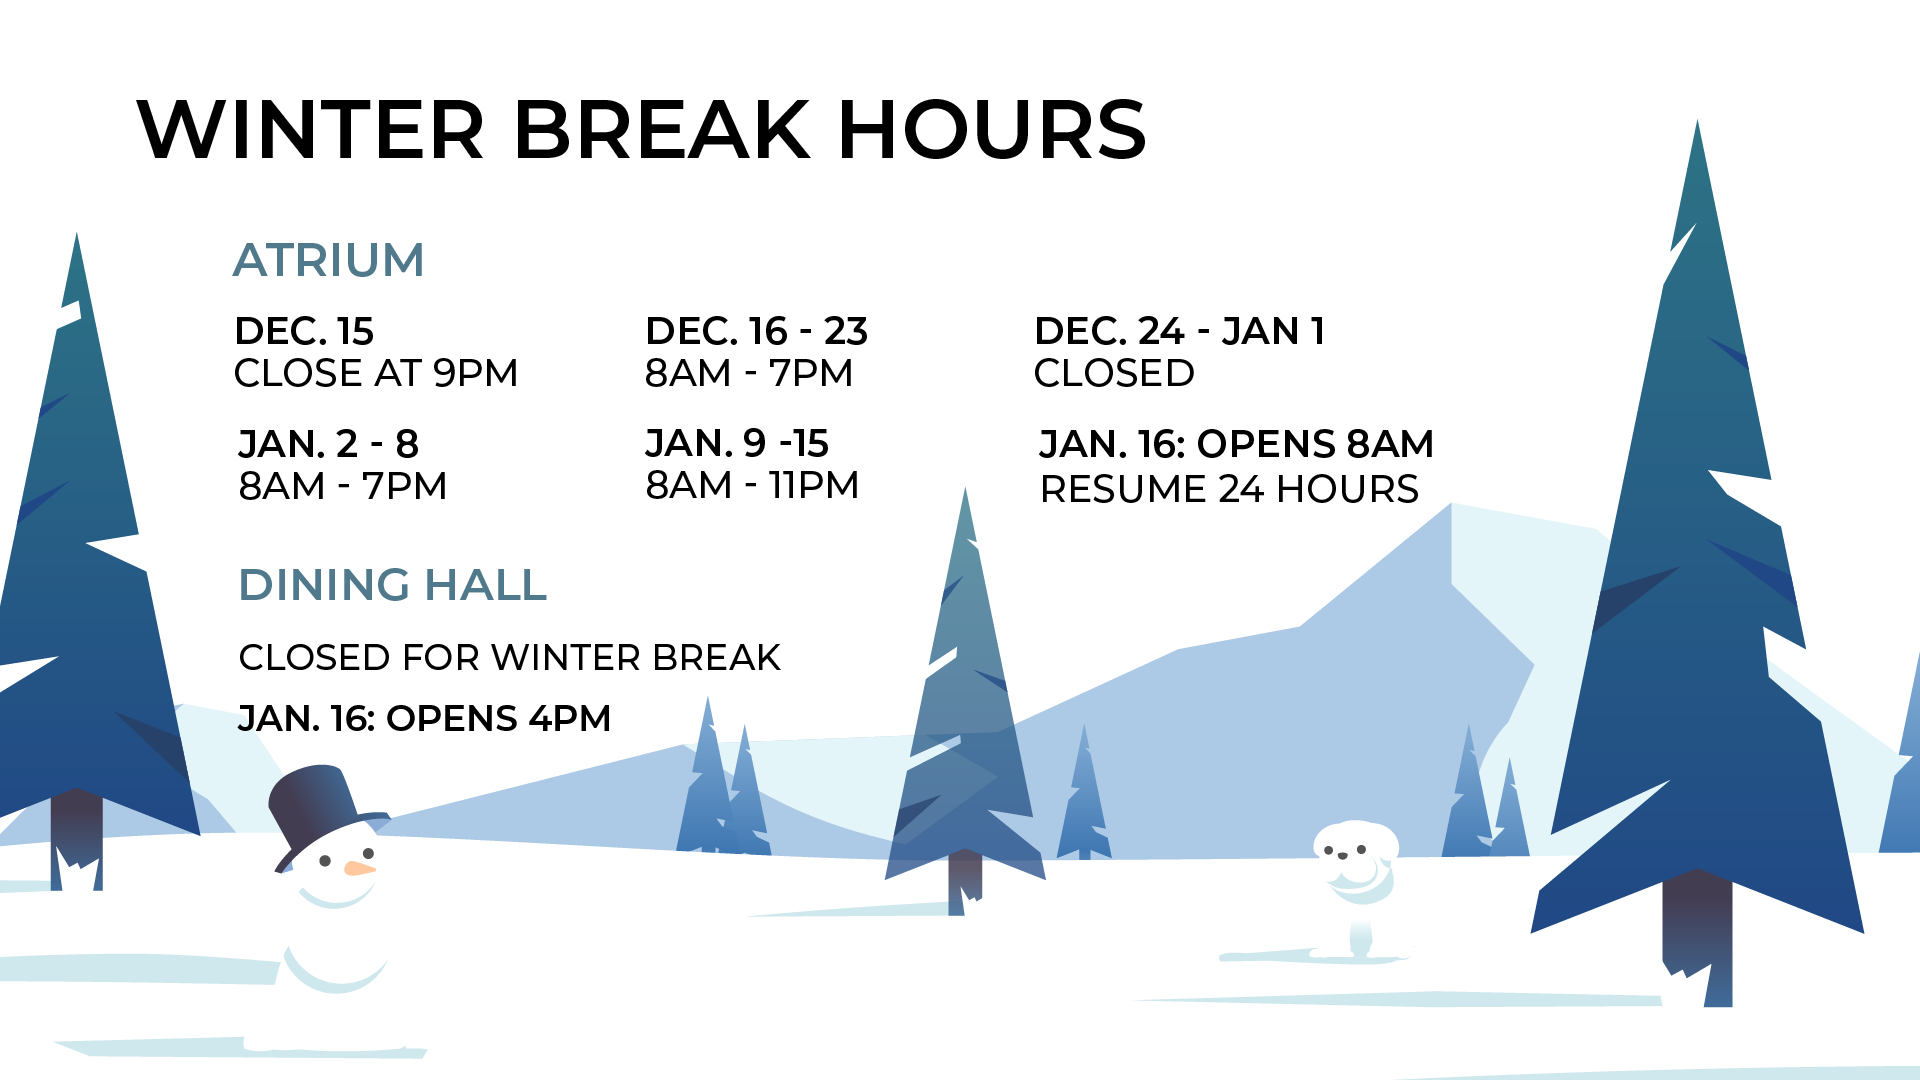 WINTER BREAK HOURS
ATRIUM
DEC. 15
CLOSE AT 9PM
DEC. 16 - 23
8AM - 7PM
DEC. 24 - JAN 1
CLOSED
JAN. 2 - 8
8AM - 7PM
JAN. 9 -15
8AM - 11PM
JAN. 16: OPENS 8AM
RESUME 24 HOURS
DINING HALL
CLOSED FOR WINTER BREAK
JAN. 16: OPENS 4PM